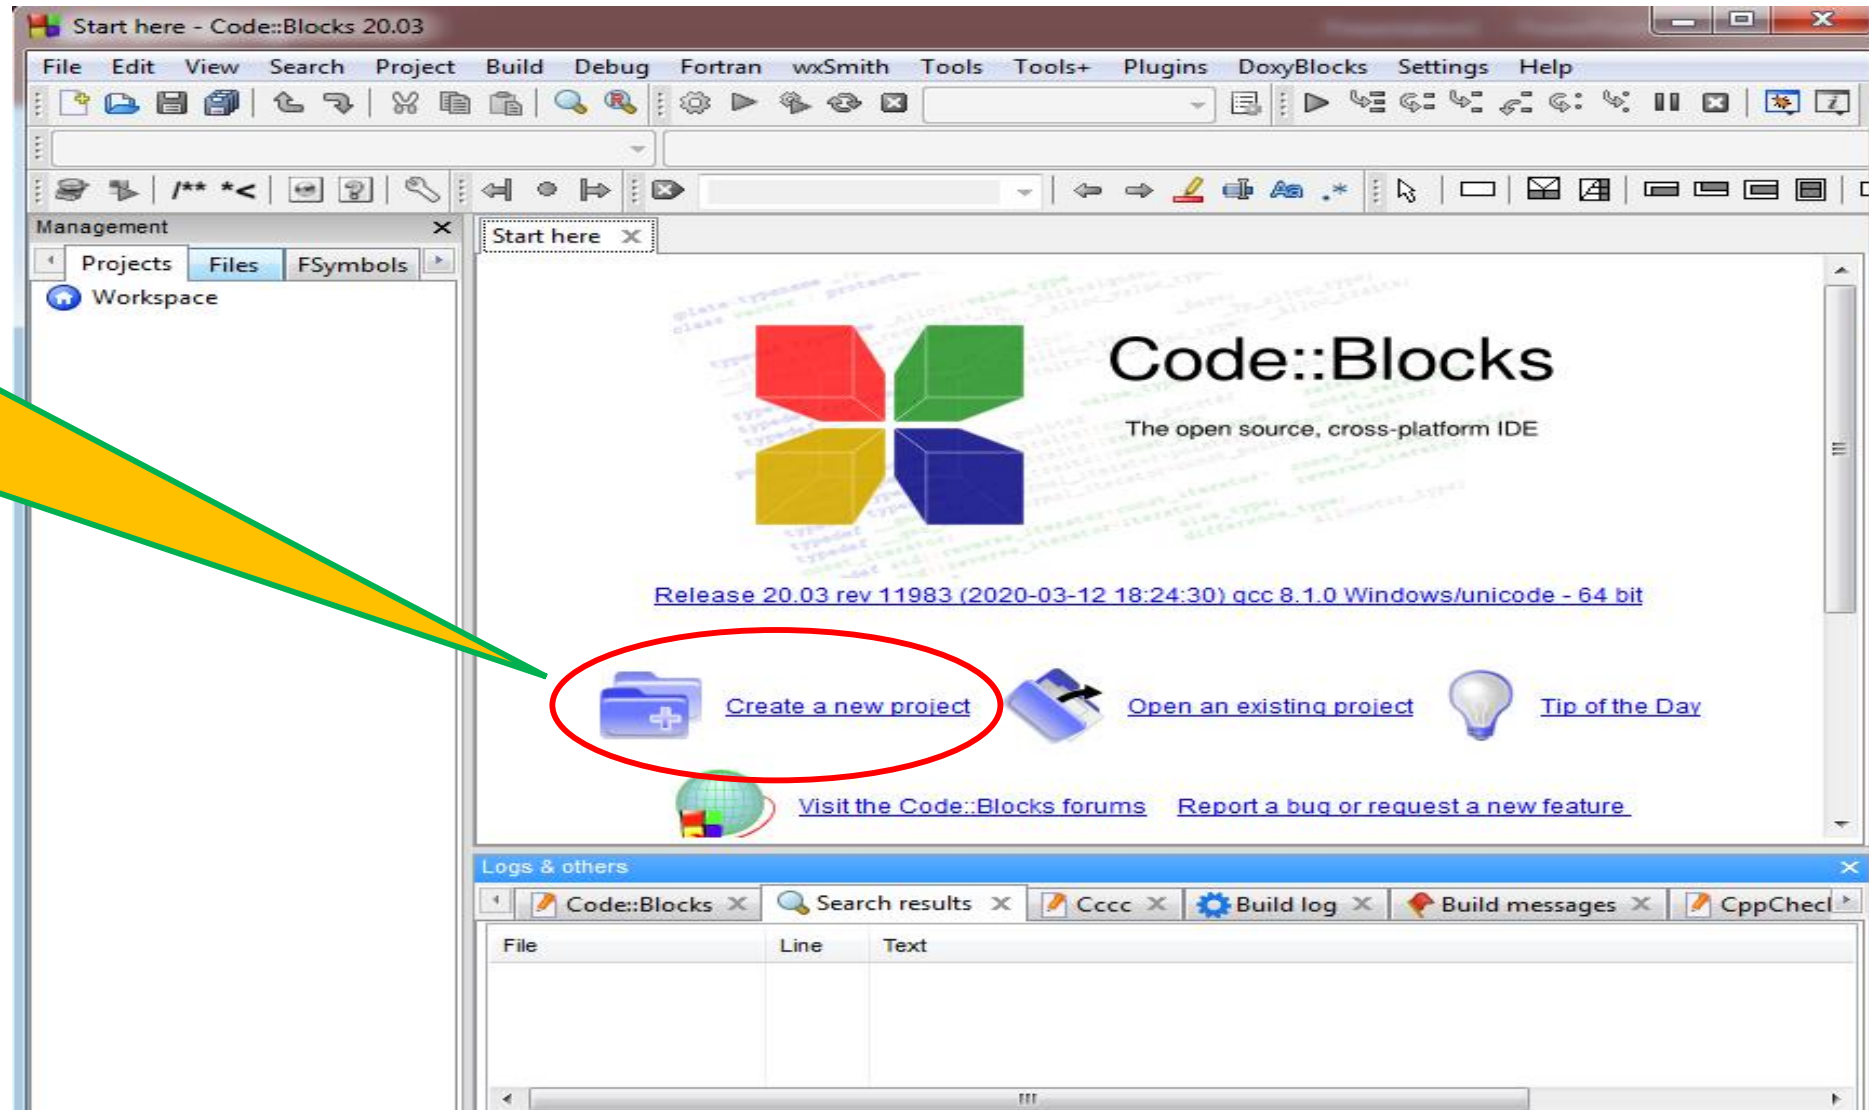 Start here - Code::Blocks 20.03
File Edit View Search Project Build Debug Fortran wxSmith Tools Tools+ Plugins DoxyBlocks Settings Help
/** *<
Management
Start here
Projects Files FSymbols
Workspace
Code::Blocks
The open source, cross-platform IDE
Release 20.03 rev 11983 (2020-03-12 18:24:30) gcc 8.1.0 Windows/unicode - 64 bit
Create a new project Open an existing project Tip of the Day
Visit the Code::Blocks forums Report a bug or request a new feature
Logs & others
Code::Blocks Search results Cccc Build log Build messages CppChecl
File Line Text